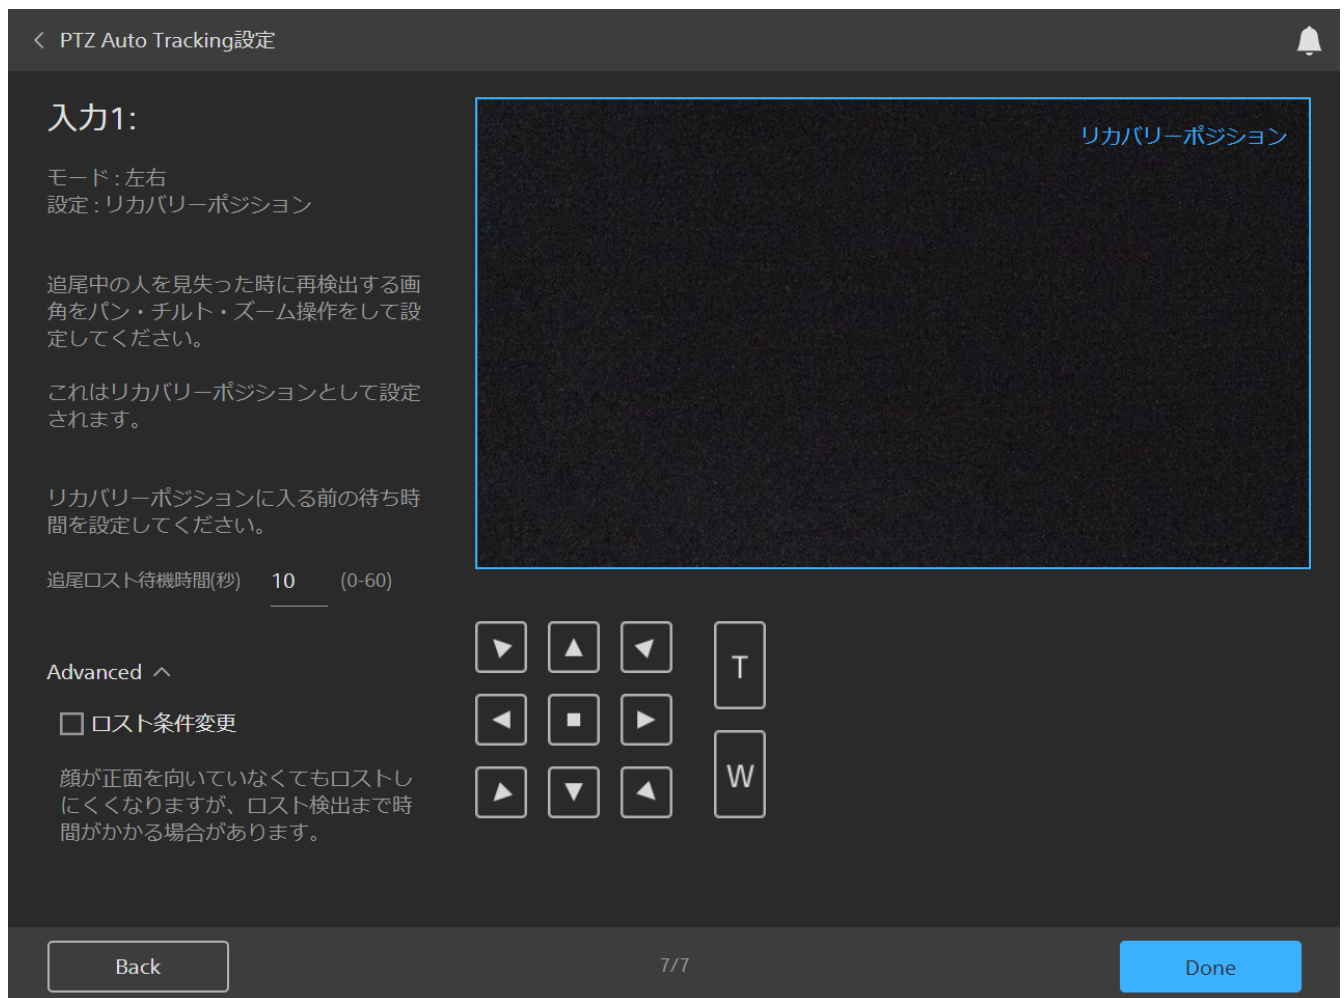 PTZ Auto Tracking設定
入力1:
モード : 左右
設定 : リカバリーポジション
追尾中の人を見失った時に再検出する画
角をパン・チルト・ズーム操作をして設
定してください。
これはリカバリーポジションとして設定
されます。
リカバリーポジションに入る前の待ち時
間を設定してください。
追尾ロスト待機時間(秒) 10 (0-60)
Advanced
ロスト条件変更
顔が正面を向いていなくてもロストし
にくくなりますが、ロスト検出まで時
間がかかる場合があります。
リカバリーポジション
T
W
Back
7/7
Done